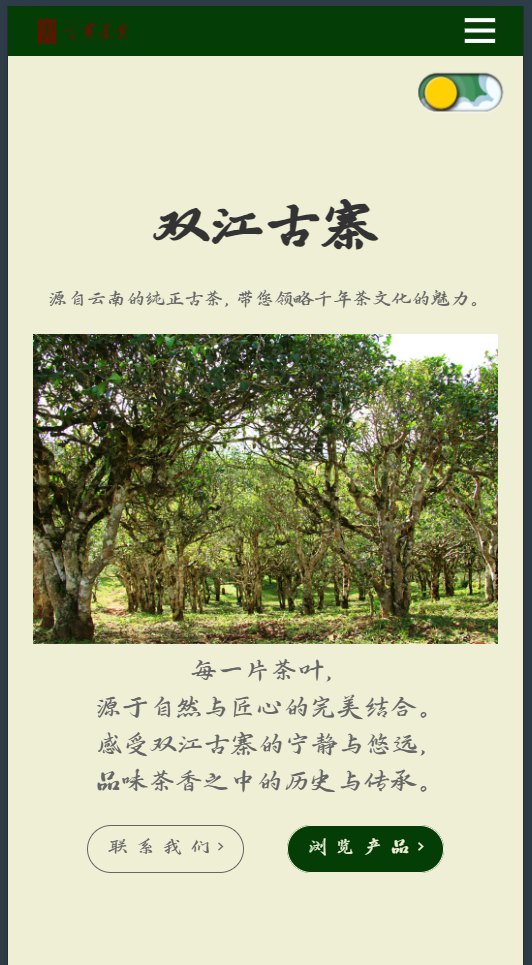 双江古寨
源自云南的纯正古茶，带您领略千年茶文化的魅力。
每一片茶叶，
源于自然与匠心的完美结合。
感受双江古寨的宁静与悠远，
品味茶香之中的历史与传承。
联系我们 ›
浏览产品 ›